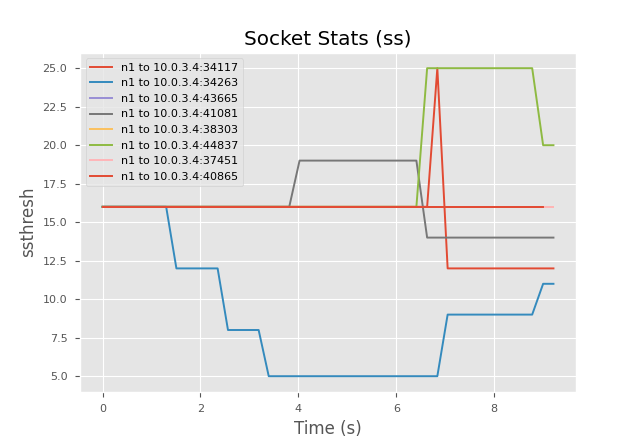 Socket Stats (ss)
n1 to 10.0.3.4:34117
n1 to 10.0.3.4:34263
n1 to 10.0.3.4:43665
n1 to 10.0.3.4:41081
n1 to 10.0.3.4:38303
n1 to 10.0.3.4:44837
n1 to 10.0.3.4:37451
n1 to 10.0.3.4:40865
ssthresh
25.0
22.5
20.0
17.5
15.0
12.5
10.0
7.5
5.0
0 2 4 6 8
Time (s)